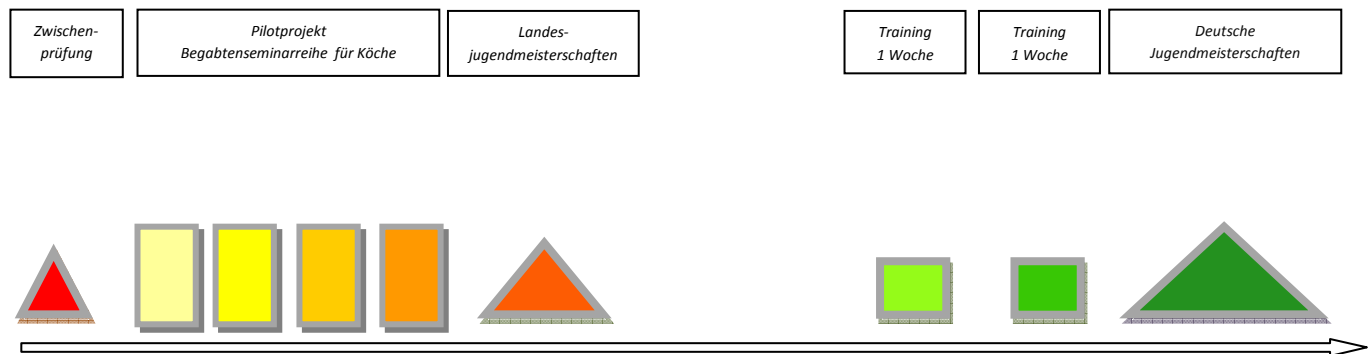 Zwischen-
prüfung
Pilotprojekt
Begabtenseminarreihe für Köche
Landes-
jugendmeisterschaften
Training
1 Woche
Training
1 Woche
Deutsche
Jugendmeisterschaften